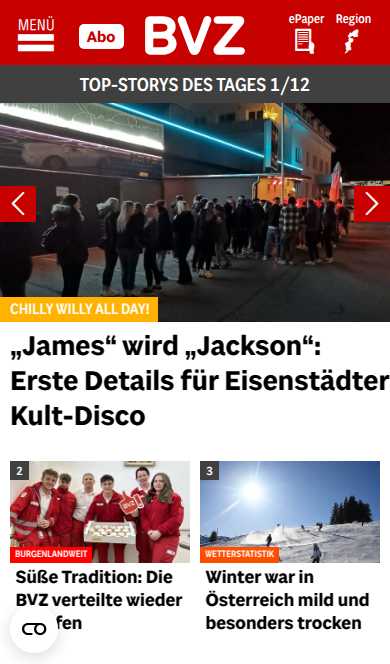 MENÜ
Abo
BVZ
ePaper
Region
TOP-STORYS DES TAGES 1/12
CHILLY WILLY ALL DAY!
„James“ wird „Jackson“:
Erste Details für Eisenstädter
Kult-Disco
2
BURGENLANDWEIT
Süße Tradition: Die
BVZ verteilte wieder
fen
3
WETTERSTATISTIK
Winter war in
Österreich mild und
besonders trocken